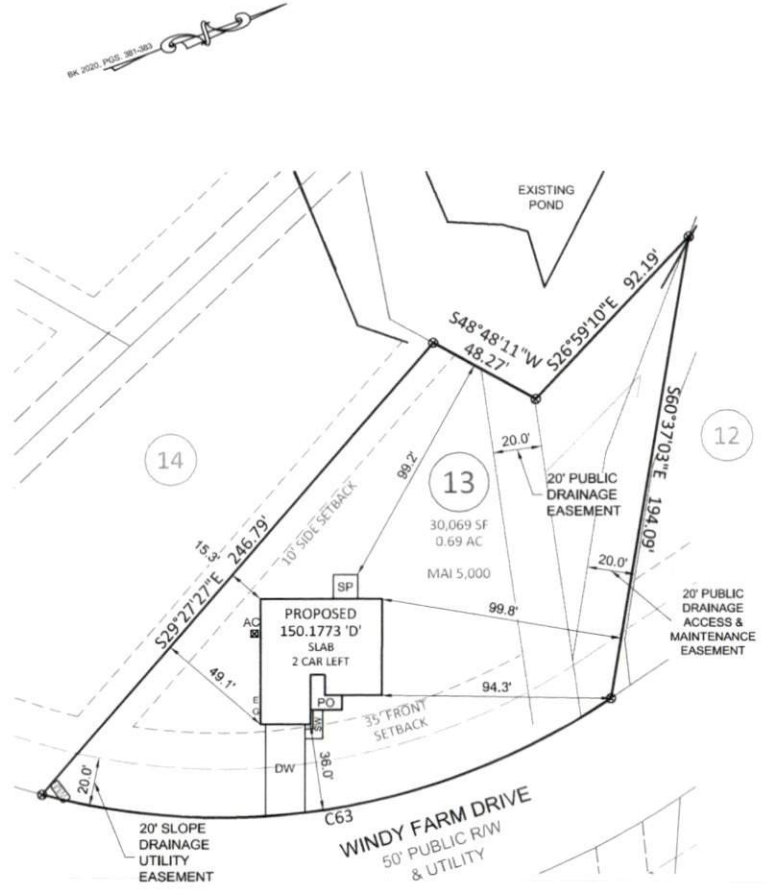 BK 2020, PGS. 381-383
EXISTING
POND
S48°48'11"W
48.27'
S26°59'10"E 92.19'
S60°37'03"E 194.09'
12
14
13
30,069 SF
0.69 AC
MAI 5,000
99.2'
20.0'
20' PUBLIC
DRAINAGE
EASEMENT
10' SIDE SETBACK
S29°27'27"E 246.79'
15.3'
20.0'
20' PUBLIC
DRAINAGE
ACCESS &
MAINTENANCE
EASEMENT
SP
PROPOSED
150.1773 'D'
SLAB
2 CAR LEFT
AC
99.8'
49.1'
E
G
PO
SW
94.3'
35' FRONT
SETBACK
DW
36.0'
20.0'
C63
20' SLOPE
DRAINAGE
UTILITY
EASEMENT
WINDY FARM DRIVE
50' PUBLIC R/W
& UTILITY